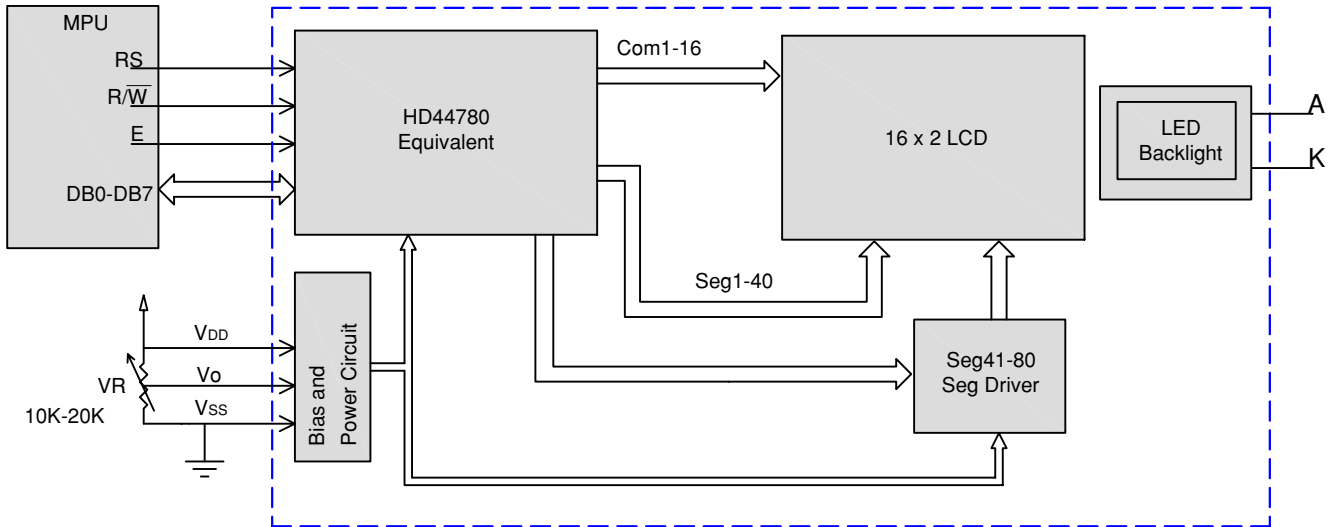 MPU
RS
R/W̅
E
DB0-DB7
HD44780
Equivalent
Com1-16
16 x 2 LCD
LED
Backlight
A
K
Seg1-40
Seg41-80
Seg Driver
Bias and
Power Circuit
VDD
Vo
VSS
VR
10K-20K